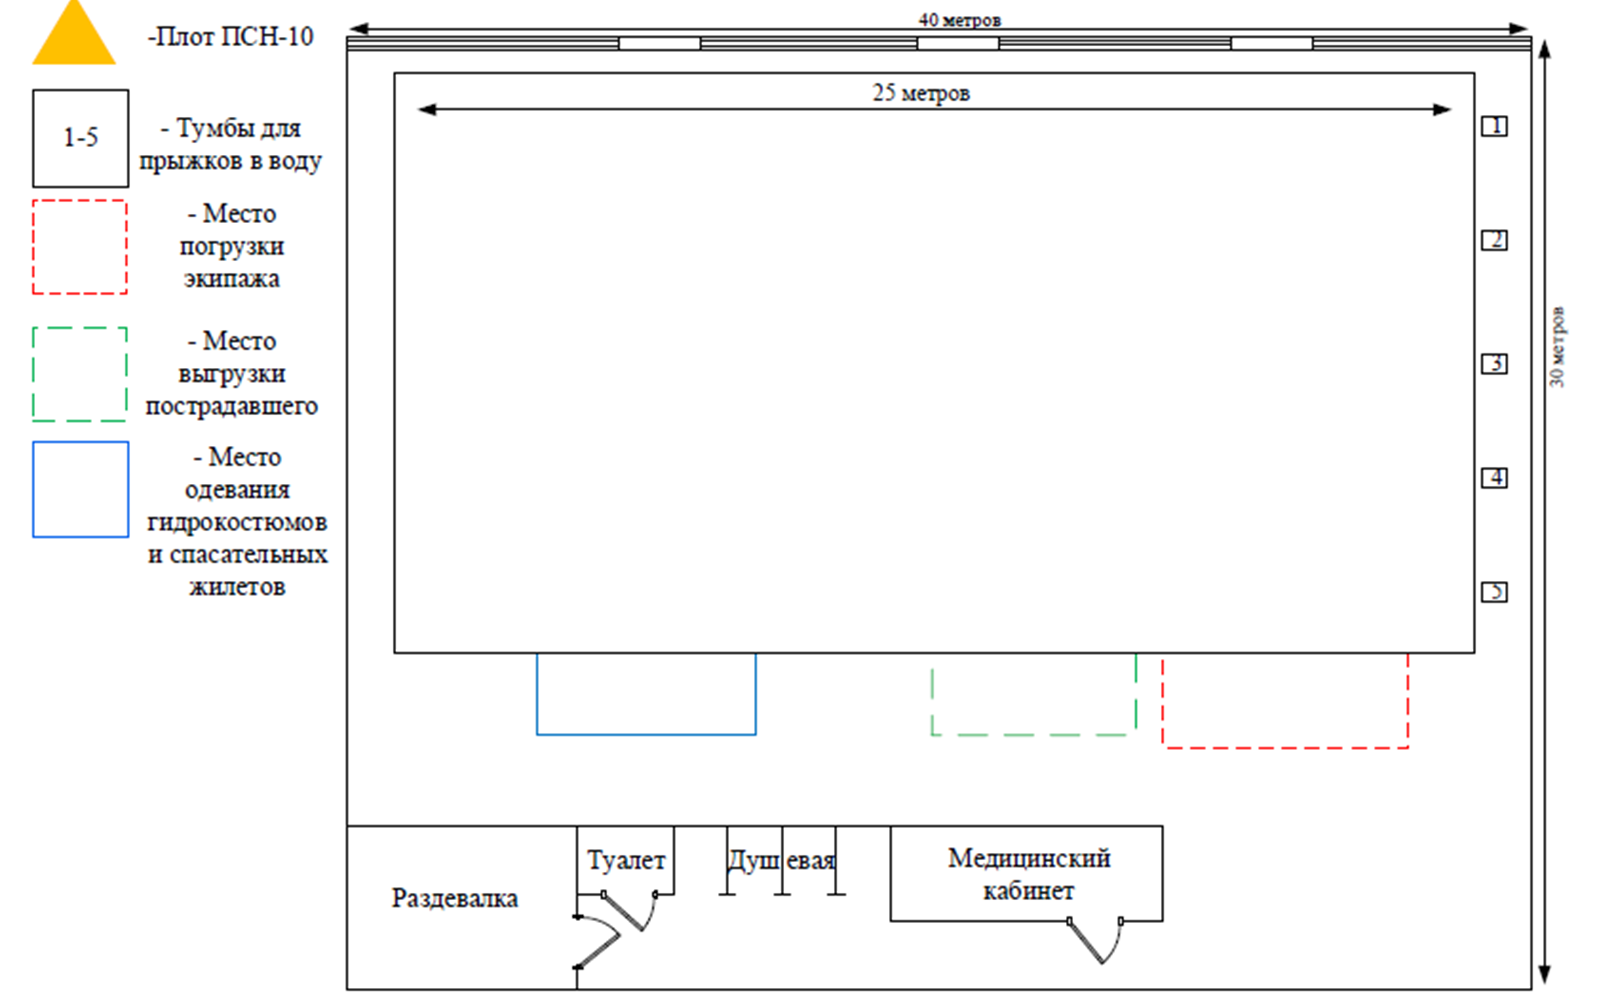 -Плот ПСН-10
1-5
- Тумбы для
прыжков в воду
- Место
погрузки
экипажа
- Место
выгрузки
пострадавшего
- Место
одевания
гидрокостюмов
и спасательных
жилетов
40 метров
25 метров
1
2
3
4
5
30 метров
Раздевалка
Туалет
Душевая
Медицинский
кабинет